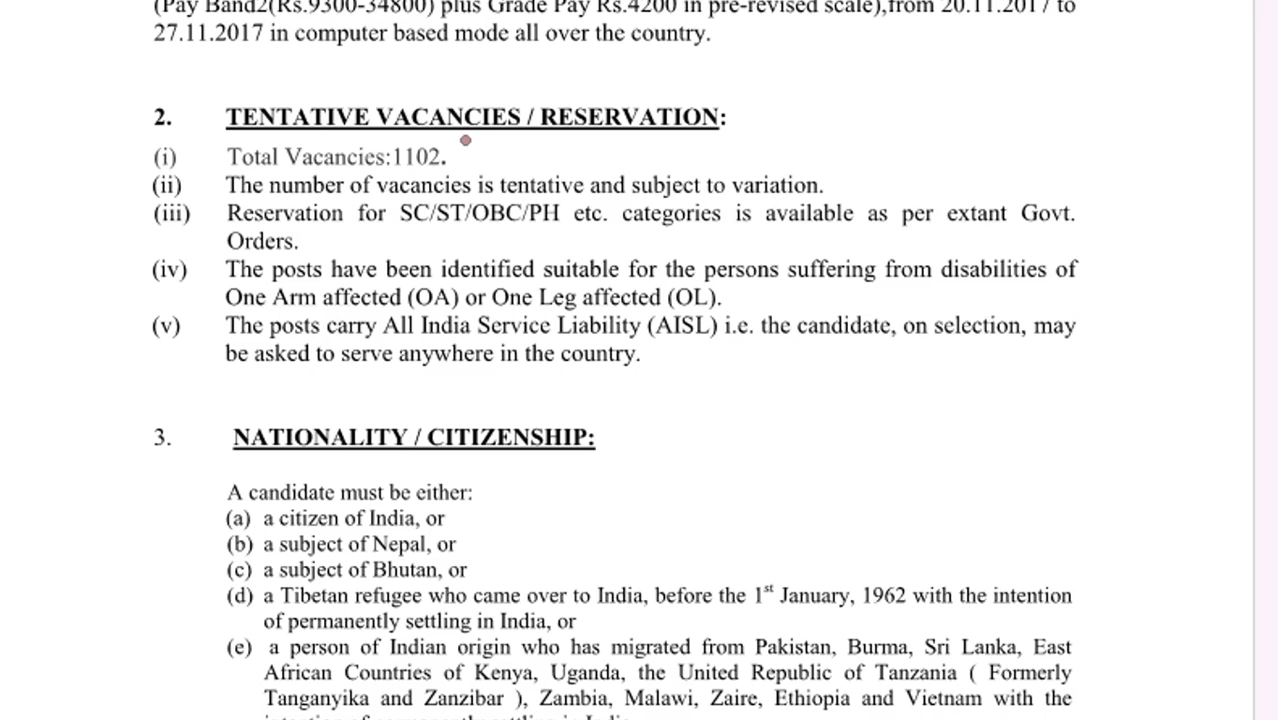 (Pay Band2(Rs.9300-34800) plus Grade Pay Rs.4200 in pre-revised scale),from 20.11.2017 to
27.11.2017 in computer based mode all over the country.
2. TENTATIVE VACANCIES / RESERVATION:
(i) Total Vacancies:1102.
(ii) The number of vacancies is tentative and subject to variation.
(iii) Reservation for SC/ST/OBC/PH etc. categories is available as per extant Govt.
Orders.
(iv) The posts have been identified suitable for the persons suffering from disabilities of
One Arm affected (OA) or One Leg affected (OL).
(v) The posts carry All India Service Liability (AISL) i.e. the candidate, on selection, may
be asked to serve anywhere in the country.
3. NATIONALITY / CITIZENSHIP:
A candidate must be either:
(a) a citizen of India, or
(b) a subject of Nepal, or
(c) a subject of Bhutan, or
(d) a Tibetan refugee who came over to India, before the 1st January, 1962 with the intention
of permanently settling in India, or
(e) a person of Indian origin who has migrated from Pakistan, Burma, Sri Lanka, East
African Countries of Kenya, Uganda, the United Republic of Tanzania ( Formerly
Tanganyika and Zanzibar ), Zambia, Malawi, Zaire, Ethiopia and Vietnam with the